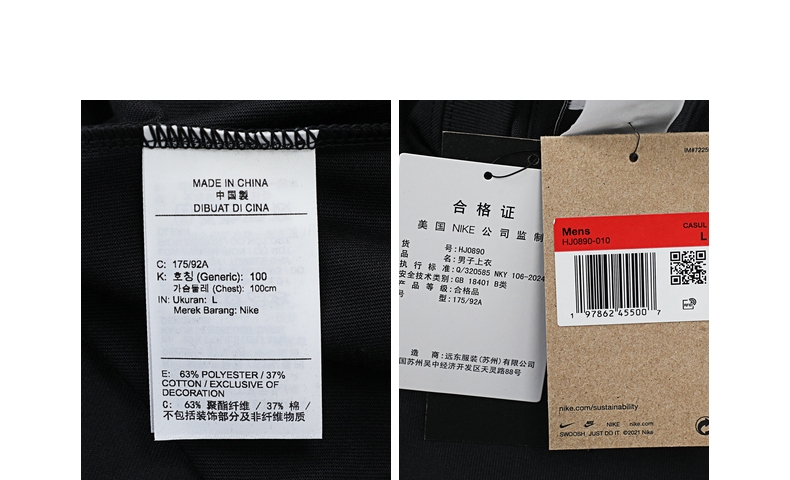 MADE IN CHINA
中国製
DIBUAT DI CINA
C: 175/92A
K: 호칭 (Generic): 100
가슴둘레 (Chest): 100cm
IN: Ukuran: L
Merek Barang: Nike
E: 63% POLYESTER / 37%
COTTON / EXCLUSIVE OF
DECORATION
C: 63% 聚酯纤维 / 37% 棉 /
不包括装饰部分及非纤维物质
合格证
美国 NIKE 公司监制
货 号:HJ0890
品 名:男子上衣
执行标准:Q/320585 NKY 106-2024
安全技术类别:GB 18401 B类
产品等级:合格品
号 型:175/92A
造 商:远东服装(苏州)有限公司
国苏州吴中经济开发区天灵路88号
IM#7225
Mens
CASUL
HJ0890-010
L
1 97862 45500 7
nike.com/sustainability
NIKE nike.com
SWOOSH JUST DO IT ©2021 Nike